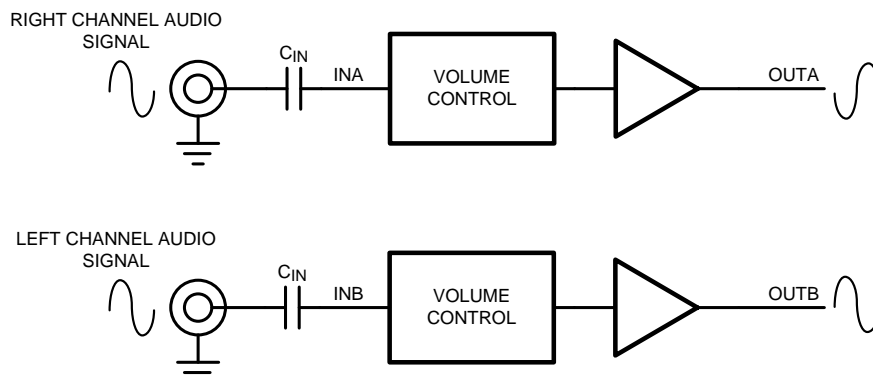 RIGHT CHANNEL AUDIO
SIGNAL
CIN
INA
VOLUME
CONTROL
OUTA
LEFT CHANNEL AUDIO
SIGNAL
CIN
INB
VOLUME
CONTROL
OUTB